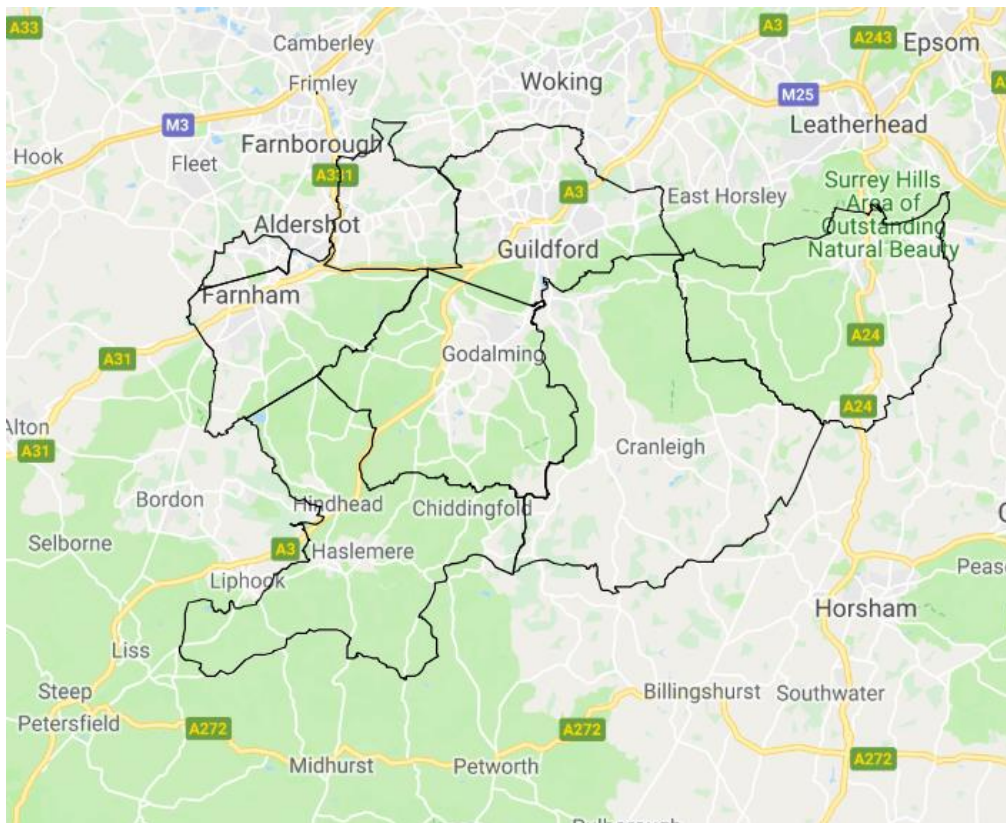 A33
A3
A243
Epsom
Camberley
Frimley
Woking
M25
M3
Leatherhead
Hook
Farnborough
Fleet
A331
A3
East Horsley
Surrey Hills
Area of
Outstanding
Natural Beauty
Aldershot
Guildford
Farnham
A31
Godalming
A24
A24
Alton
A31
Cranleigh
Bordon
Hindhead
Chiddingfold
Selborne
A3
Haslemere
Liphook
Horsham
Liss
Steep
Petersfield
Billingshurst
Southwater
A272
A272
A272
Midhurst
Petworth